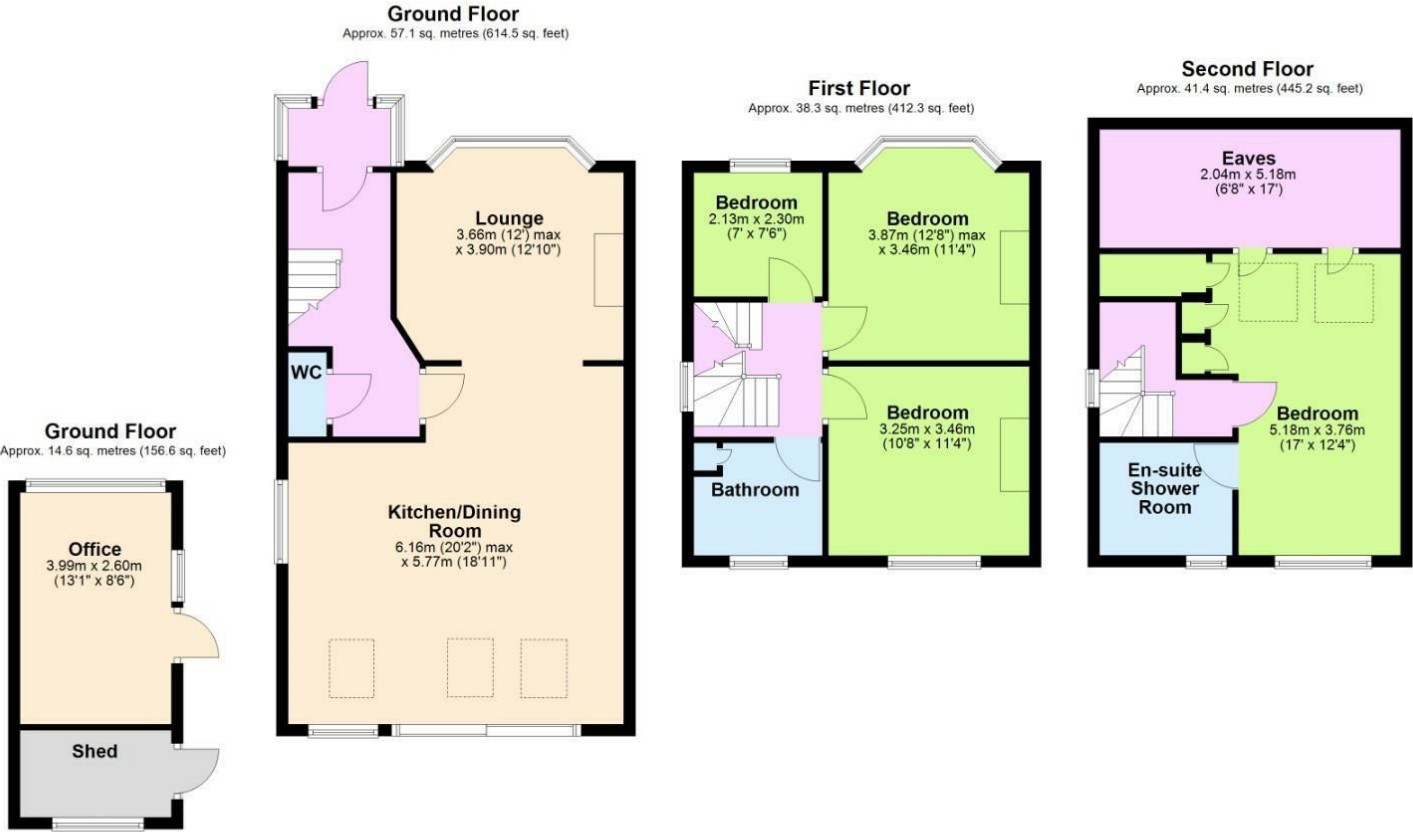 Ground Floor
Approx. 57.1 sq. metres (614.5 sq. feet)
Lounge
3.66m (12') max
x 3.90m (12'10")
WC
Kitchen/Dining
Room
6.16m (20'2") max
x 5.77m (18'11")
Ground Floor
Approx. 14.6 sq. metres (156.6 sq. feet)
Office
3.99m x 2.60m
(13'1" x 8'6")
Shed
First Floor
Approx. 38.3 sq. metres (412.3 sq. feet)
Bedroom
2.13m x 2.30m
(7' x 7'6")
Bedroom
3.87m (12'8") max
x 3.46m (11'4")
Bedroom
3.25m x 3.46m
(10'8" x 11'4")
Bathroom
Second Floor
Approx. 41.4 sq. metres (445.2 sq. feet)
Eaves
2.04m x 5.18m
(6'8" x 17')
Bedroom
5.18m x 3.76m
(17' x 12'4")
En-suite
Shower
Room